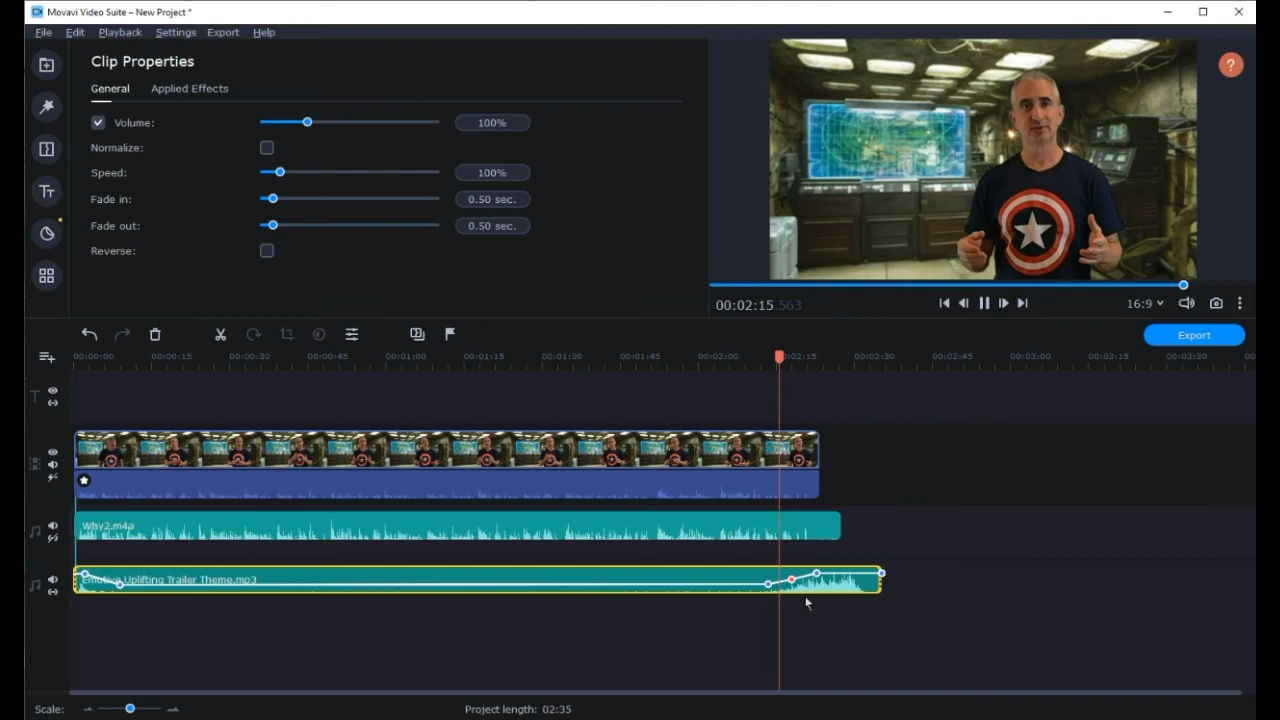 Movavi Video Suite – New Project *
File Edit Playback Settings Export Help
Clip Properties
General Applied Effects
Volume: 100%
Normalize:
Speed: 100%
Fade in: 0.50 sec.
Fade out: 0.50 sec.
Reverse:
?
00:02:15.563
16:9
Export
00:00:00 00:00:15 00:00:30 00:00:45 00:01:00 00:01:15 00:01:30 00:01:45 00:02:00 00:02:15 00:02:30 00:02:45 00:03:00 00:03:15 00:03:30 00
T
Why2.m4a
Emotive Uplifting Trailer Theme.mp3
Scale:
Project length: 02:35